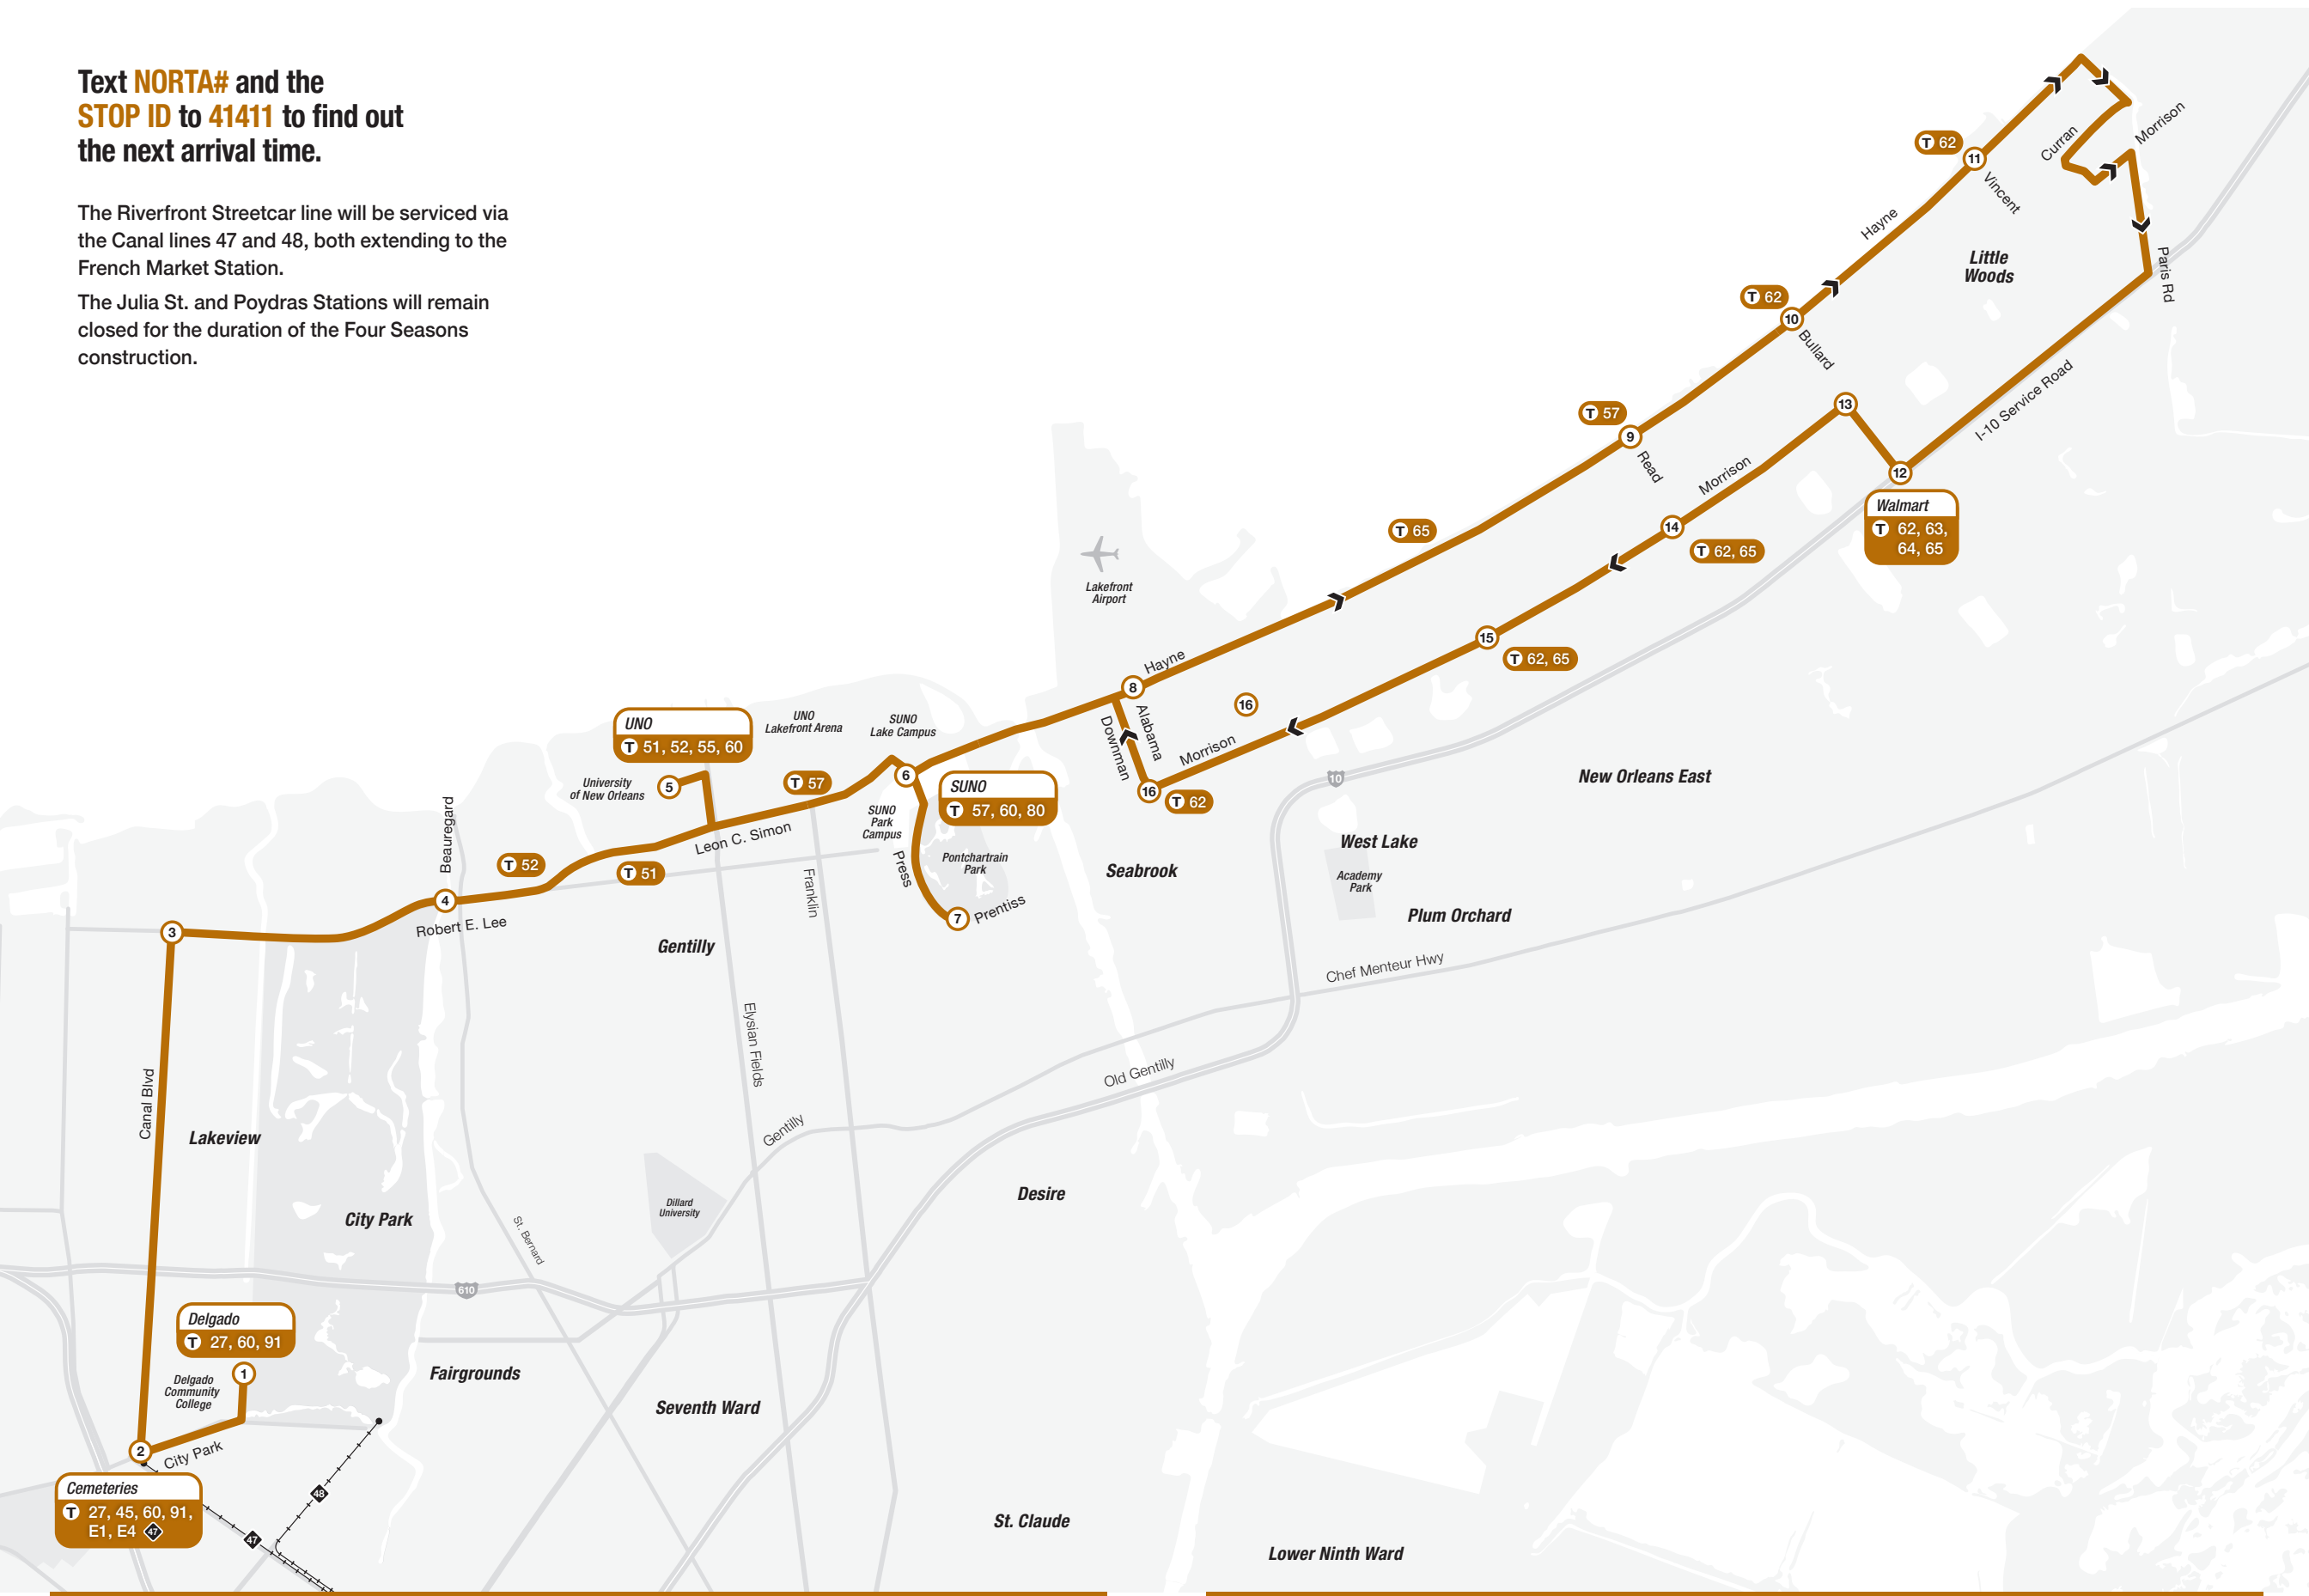 Text NORTA# and the
STOP ID to 41411 to find out
the next arrival time.
The Riverfront Streetcar line will be serviced via
the Canal lines 47 and 48, both extending to the
French Market Station.
The Julia St. and Poydras Stations will remain
closed for the duration of the Four Seasons
construction.
Morrison
Curran
T 62
11
Vincent
Hayne
Little
Woods
Paris Rd
T 62
10
Bullard
I-10 Service Road
T 57
9
Read
13
Morrison
12
Walmart
T 62, 63,
64, 65
14
T 62, 65
T 65
Lakefront
Airport
15
T 62, 65
Hayne
8
Alabama
Downman
16
Morrison
16
T 62
10
New Orleans East
UNO
T 51, 52, 55, 60
UNO
Lakefront Arena
SUNO
Lake Campus
University
of New Orleans
5
T 57
6
SUNO
T 57, 60, 80
SUNO
Park
Campus
Leon C. Simon
Beauregard
T 52
T 51
Press
Pontchartrain
Park
Franklin
7
Prentiss
Seabrook
West Lake
Academy
Park
Plum Orchard
4
Robert E. Lee
3
Gentilly
Chef Menteur Hwy
Elysian Fields
Old Gentilly
Canal Blvd
Gentilly
Lakeview
City Park
Dillard
University
Desire
St. Bernard
610
Delgado
T 27, 60, 91
1
Delgado
Community
College
Fairgrounds
Seventh Ward
2
City Park
Cemeteries
T 27, 45, 60, 91,
E1, E4 47
48
47
St. Claude
Lower Ninth Ward